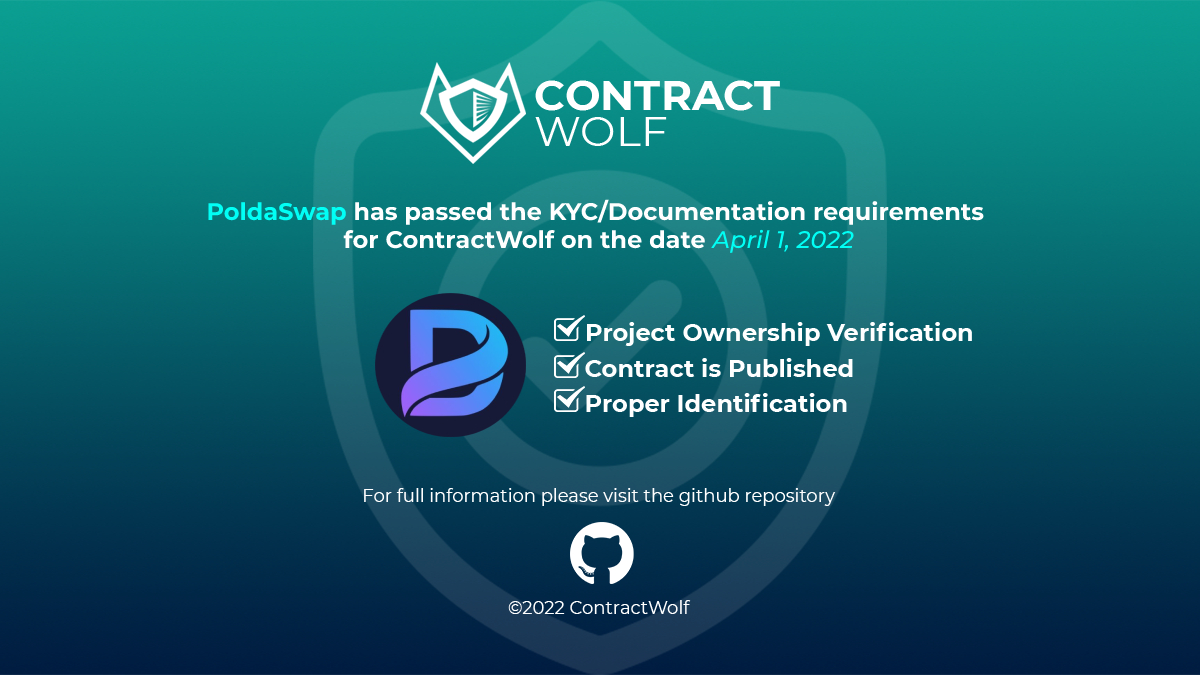 CONTRACT
WOLF
PoldaSwap has passed the KYC/Documentation requirements
for ContractWolf on the date April 1, 2022
Project Ownership Verification
Contract is Published
Proper Identification
For full information please visit the github repository
©2022 ContractWolf